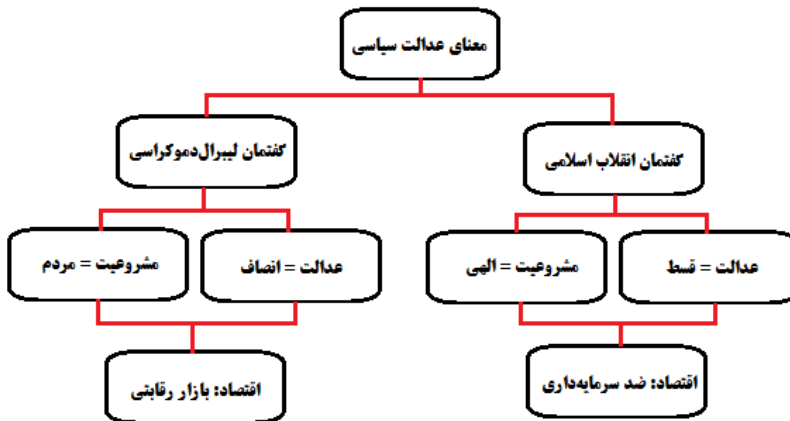 معنای عدالت سیاسی
گفتمان انقلاب اسلامی
گفتمان لیبرال‌دموکراسی
عدالت = قسط
مشروعیت = الهی
عدالت = انصاف
مشروعیت = مردم
اقتصاد: ضد سرمایه‌داری
اقتصاد: بازار رقابتی